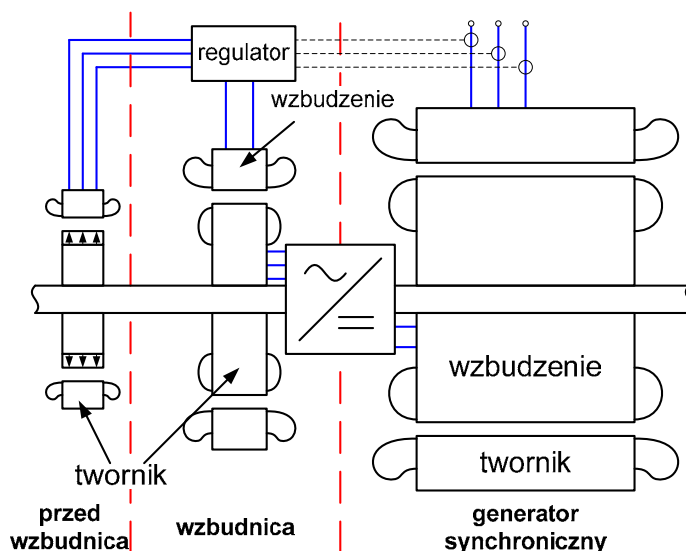 regulator
wzbudzenie
wzbudzenie
twornik
twornik
przed
wzbudnica
wzbudnica
generator
synchroniczny